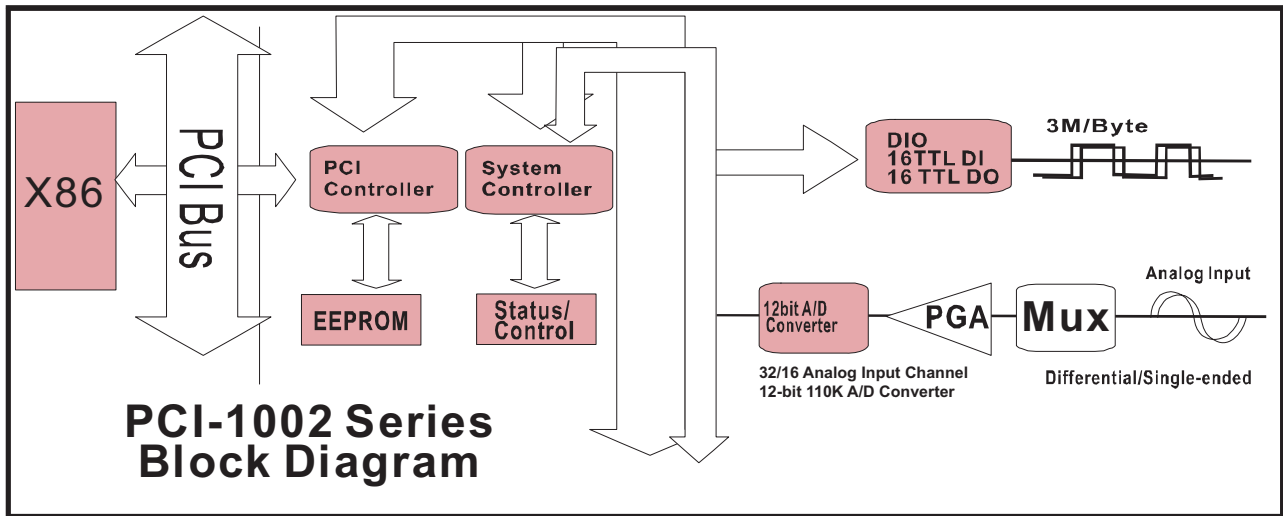 X86
PCI Bus
PCI
Controller
System
Controller
EEPROM
Status/
Control
DIO
16TTL DI
16 TTL DO
3M/Byte
12bit A/D
Converter
PGA
Mux
Analog Input
Differential/Single-ended
32/16 Analog Input Channel
12-bit 110K A/D Converter
PCI-1002 Series
Block Diagram